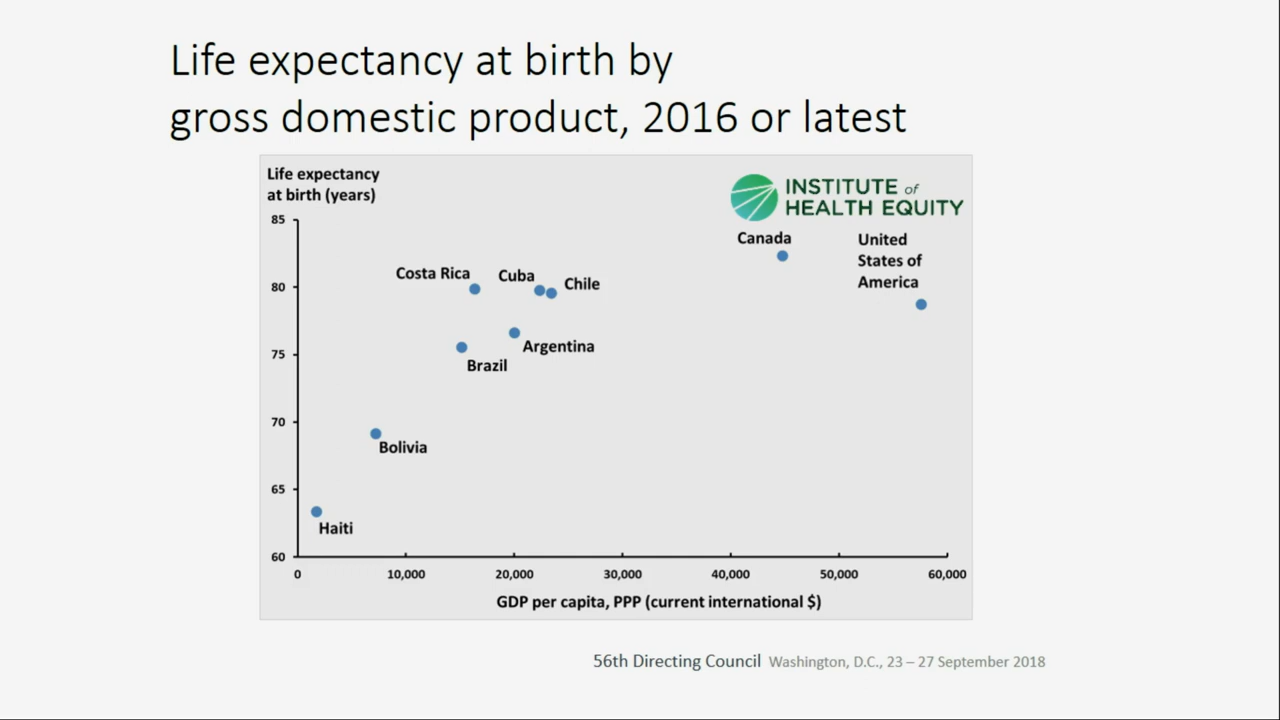 Life expectancy at birth by
gross domestic product, 2016 or latest
Life expectancy
at birth (years)
INSTITUTE of
HEALTH EQUITY
85
80
75
70
65
60
Canada
United
States of
America
Costa Rica
Cuba
Chile
Argentina
Brazil
Bolivia
Haiti
0
10,000
20,000
30,000
40,000
50,000
60,000
GDP per capita, PPP (current international $)
56th Directing Council Washington, D.C., 23 – 27 September 2018